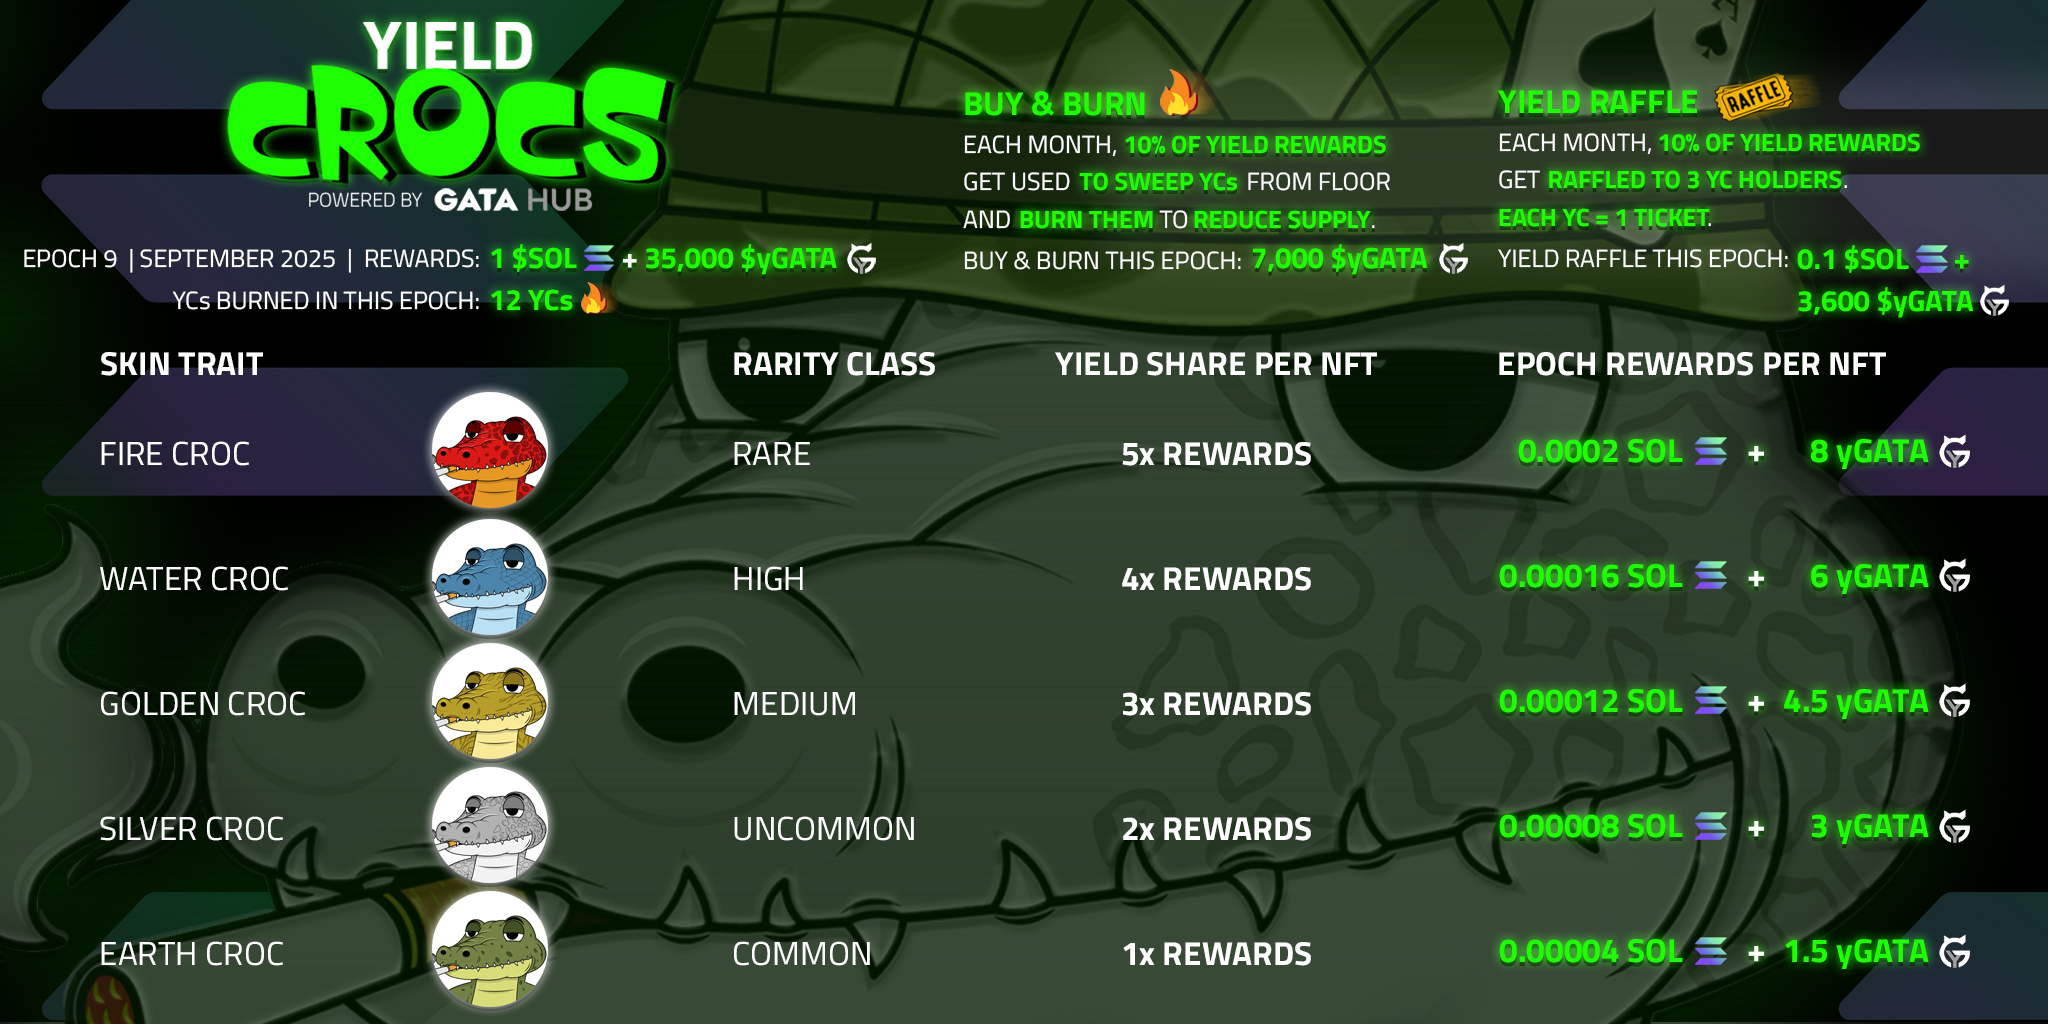 YIELD
CROCS
POWERED BY GATA HUB
EPOCH 9 | SEPTEMBER 2025 | REWARDS: 1 $SOL + 35,000 $yGATA
YCs BURNED IN THIS EPOCH: 12 YCs
BUY & BURN
EACH MONTH, 10% OF YIELD REWARDS
GET USED TO SWEEP YCs FROM FLOOR
AND BURN THEM TO REDUCE SUPPLY.
BUY & BURN THIS EPOCH: 7,000 $yGATA
YIELD RAFFLE RAFFLE
EACH MONTH, 10% OF YIELD REWARDS
GET RAFFLED TO 3 YC HOLDERS.
EACH YC = 1 TICKET.
YIELD RAFFLE THIS EPOCH: 0.1 $SOL +
3,600 $yGATA
SKIN TRAIT RARITY CLASS YIELD SHARE PER NFT EPOCH REWARDS PER NFT
FIRE CROC RARE 5x REWARDS 0.0002 SOL + 8 yGATA
WATER CROC HIGH 4x REWARDS 0.00016 SOL + 6 yGATA
GOLDEN CROC MEDIUM 3x REWARDS 0.00012 SOL + 4.5 yGATA
SILVER CROC UNCOMMON 2x REWARDS 0.00008 SOL + 3 yGATA
EARTH CROC COMMON 1x REWARDS 0.00004 SOL + 1.5 yGATA